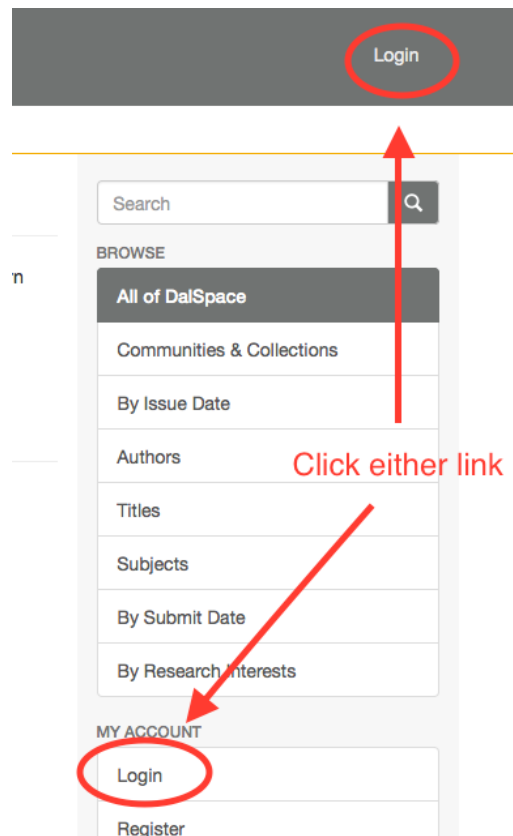 Login
Search
BROWSE
rn
All of DalSpace
Communities & Collections
By Issue Date
Authors
Click either link
Titles
Subjects
By Submit Date
By Research Interests
MY ACCOUNT
Login
Register